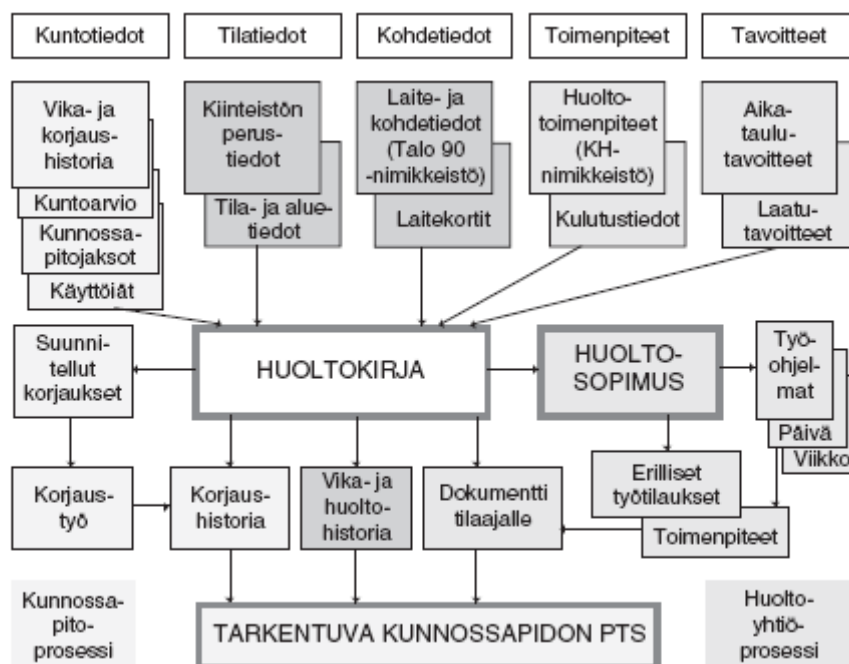 Kuntotiedot
Tilatiedot
Kohdetiedot
Toimenpiteet
Tavoitteet
Vika- ja
korjaus-
historia
Kuntoarvio
Kunnossa-
pitojaksot
Käyttöiät
Kiinteistön
perus-
tiedot
Tila- ja alue-
tiedot
Laite- ja
kohdetiedot
(Talo 90
-nimikkeistö)
Laitekortit
Huolto-
toimenpiteet
(KH-
nimikkeistö)
Kulutustiedot
Aika-
taulu-
tavoitteet
Laatu-
tavoitteet
Suunni-
tellut
korjaukset
HUOLTOKIRJA
HUOLTO-
SOPIMUS
Työ-
ohjel-
mat
Päivä
Viikko
Korjaus-
työ
Korjaus-
historia
Vika- ja
huolto-
historia
Dokumentti
tilaajalle
Erilliset
työtilaukset
Toimenpiteet
Kunnossa-
pito-
prosessi
TARKENTUVA KUNNOSSAPIDON PTS
Huolto-
yhtiö-
prosessi